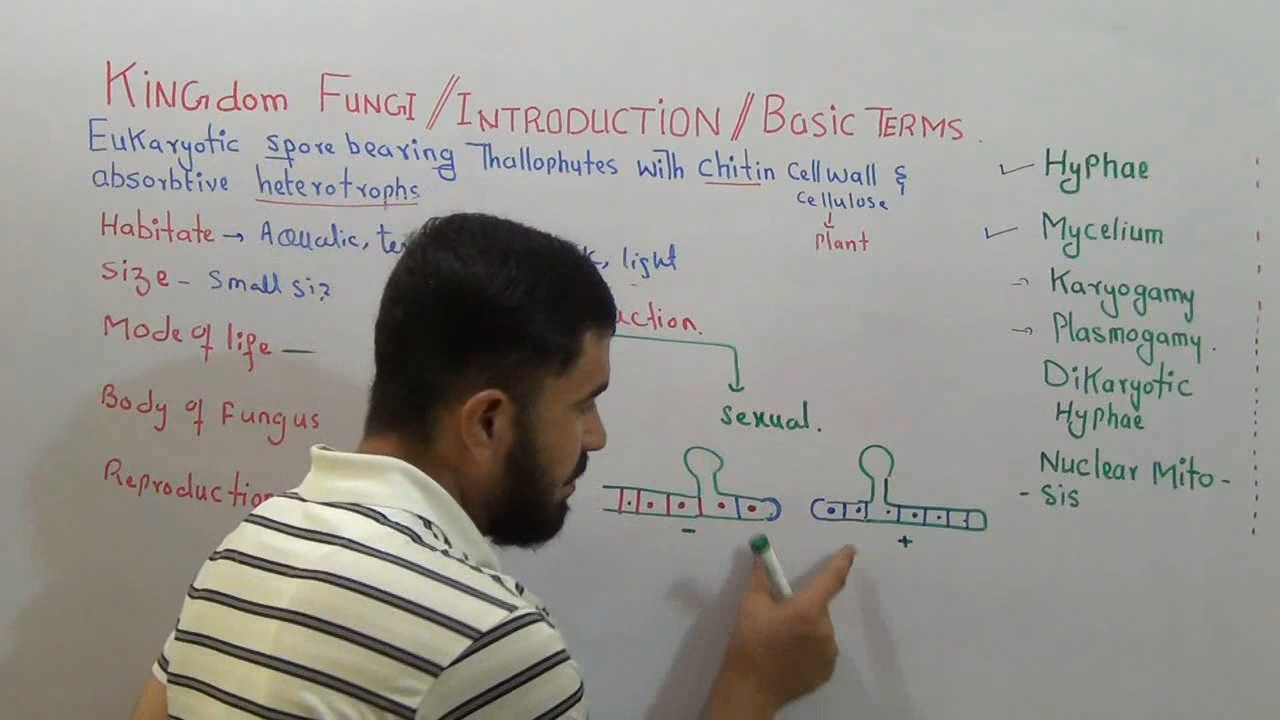 KiNGdom FUNGI // INTRODUCTION // Basic TERMS.
Eukaryotic spore bearing Thallophytes with chitin cell wall &
cellulose
Plant
absorbtive heterotrophs
Habitate → Aquatic, light
Size - Small siz
Mode of life —
Body of Fungus
Reproduction
sexual.
- +
Hyphae
Mycelium
Karyogamy
Plasmogamy.
Dikaryotic
Hyphae
Nuclear Mito-
- sis